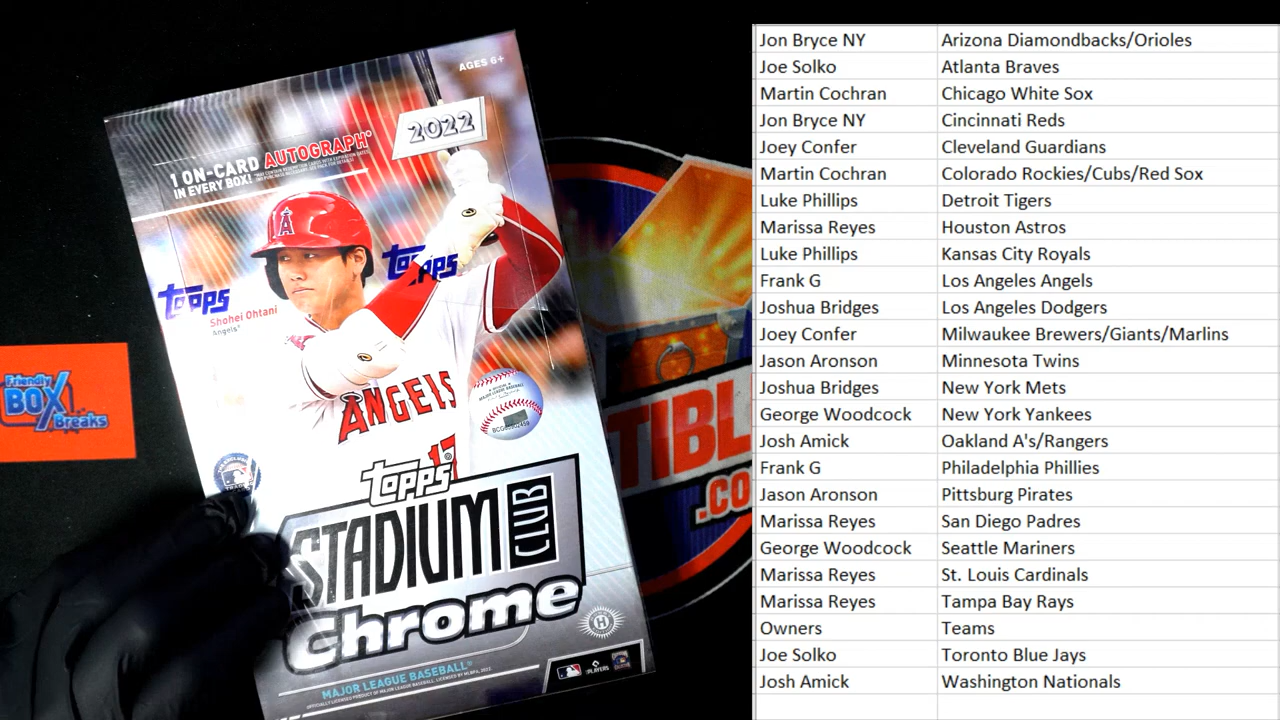 AGES 6+
2022
1 ON-CARD AUTOGRAPH*
IN EVERY BOX!
topps
topps
Shohei Ohtani
Angels®
A
ANGELS
17
BCG
topps
STADIUM
CLUB
Chrome
MAJOR LEAGUE BASEBALL®
H
Friendly
BOX
Breaks
TIBL
.CO
Jon Bryce NY Arizona Diamondbacks/Orioles
Joe Solko Atlanta Braves
Martin Cochran Chicago White Sox
Jon Bryce NY Cincinnati Reds
Joey Confer Cleveland Guardians
Martin Cochran Colorado Rockies/Cubs/Red Sox
Luke Phillips Detroit Tigers
Marissa Reyes Houston Astros
Luke Phillips Kansas City Royals
Frank G Los Angeles Angels
Joshua Bridges Los Angeles Dodgers
Joey Confer Milwaukee Brewers/Giants/Marlins
Jason Aronson Minnesota Twins
Joshua Bridges New York Mets
George Woodcock New York Yankees
Josh Amick Oakland A's/Rangers
Frank G Philadelphia Phillies
Jason Aronson Pittsburg Pirates
Marissa Reyes San Diego Padres
George Woodcock Seattle Mariners
Marissa Reyes St. Louis Cardinals
Marissa Reyes Tampa Bay Rays
Owners Teams
Joe Solko Toronto Blue Jays
Josh Amick Washington Nationals